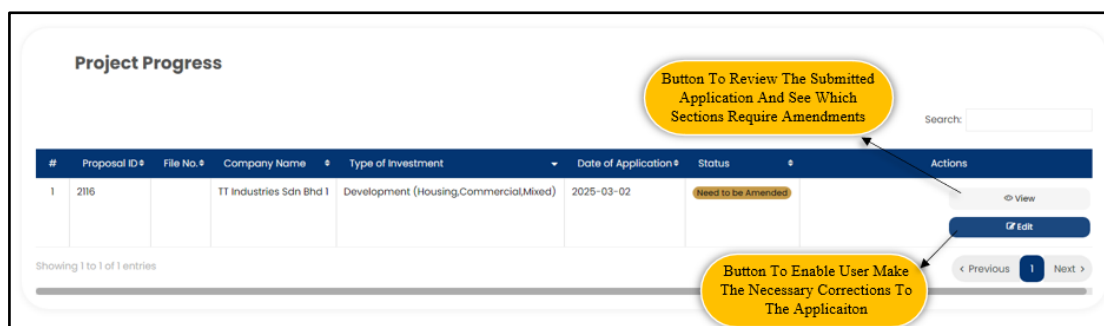 Project Progress
Button To Review The Submitted
Application And See Which
Sections Require Amendments
Search:
# Proposal ID File No. Company Name Type of Investment Date of Application Status Actions
1 2116 TT Industries Sdn Bhd 1 Development (Housing,Commercial,Mixed) 2025-03-02 Need to be Amended View
Edit
Showing 1 to 1 of 1 entries
Button To Enable User Make
The Necessary Corrections To
The Applicaiton
< Previous 1 Next >